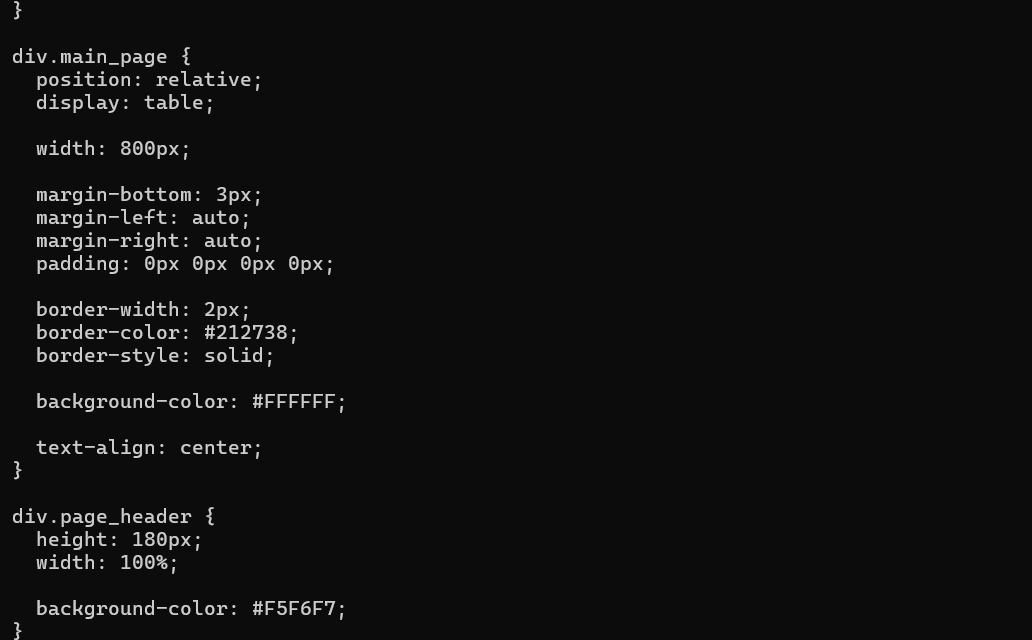 }

div.main_page {
  position: relative;
  display: table;

  width: 800px;

  margin-bottom: 3px;
  margin-left: auto;
  margin-right: auto;
  padding: 0px 0px 0px 0px;

  border-width: 2px;
  border-color: #212738;
  border-style: solid;

  background-color: #FFFFFF;

  text-align: center;
}

div.page_header {
  height: 180px;
  width: 100%;

  background-color: #F5F6F7;
}